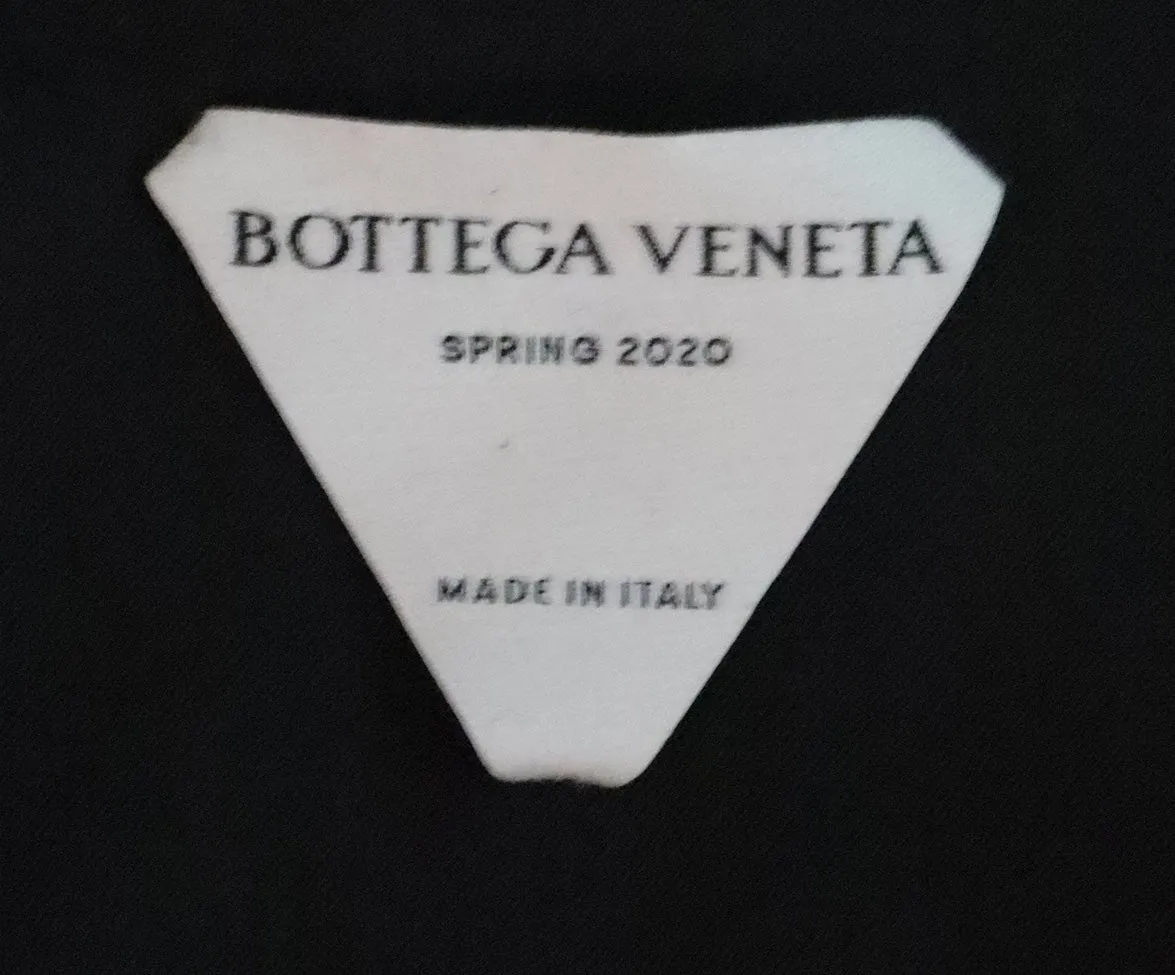 BOTTEGA VENETA
SPRING 2020
MADE IN ITALY